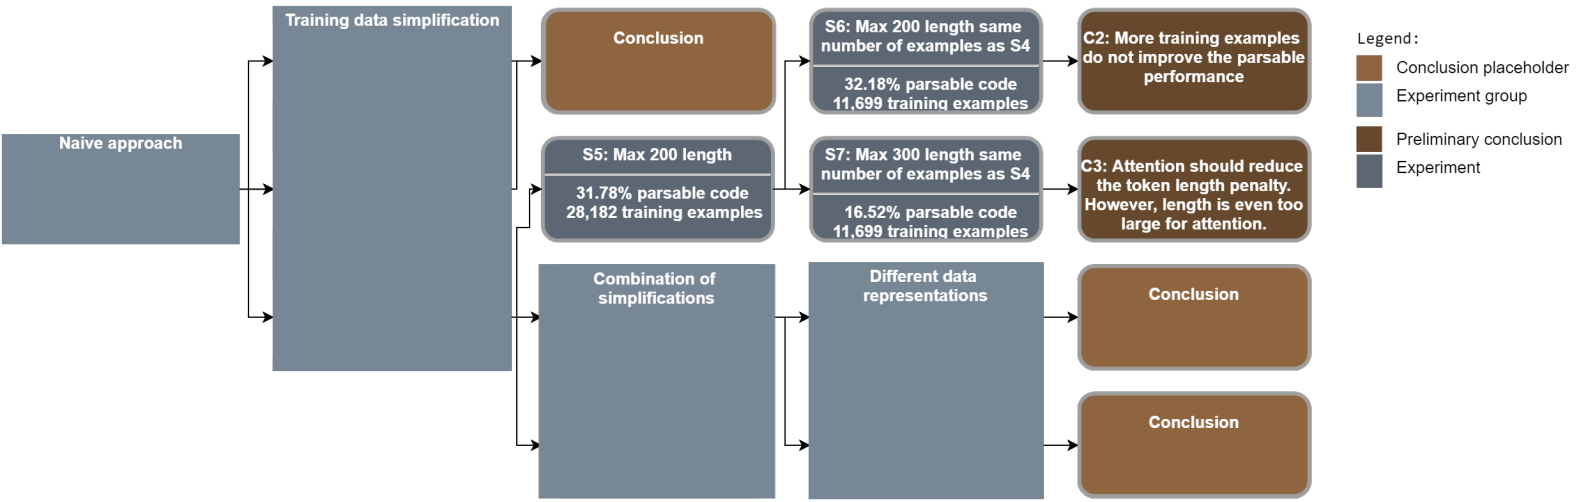 Naive approach
Training data simplification
Conclusion
S5: Max 200 length
31.78% parsable code
28,182 training examples
S6: Max 200 length same
number of examples as S4
32.18% parsable code
11,699 training examples
C2: More training examples
do not improve the parsable
performance
S7: Max 300 length same
number of examples as S4
16.52% parsable code
11,699 training examples
C3: Attention should reduce
the token length penalty.
However, length is even too
large for attention.
Combination of
simplifications
Different data
representations
Conclusion
Conclusion
Legend:
Conclusion placeholder
Experiment group
Preliminary conclusion
Experiment